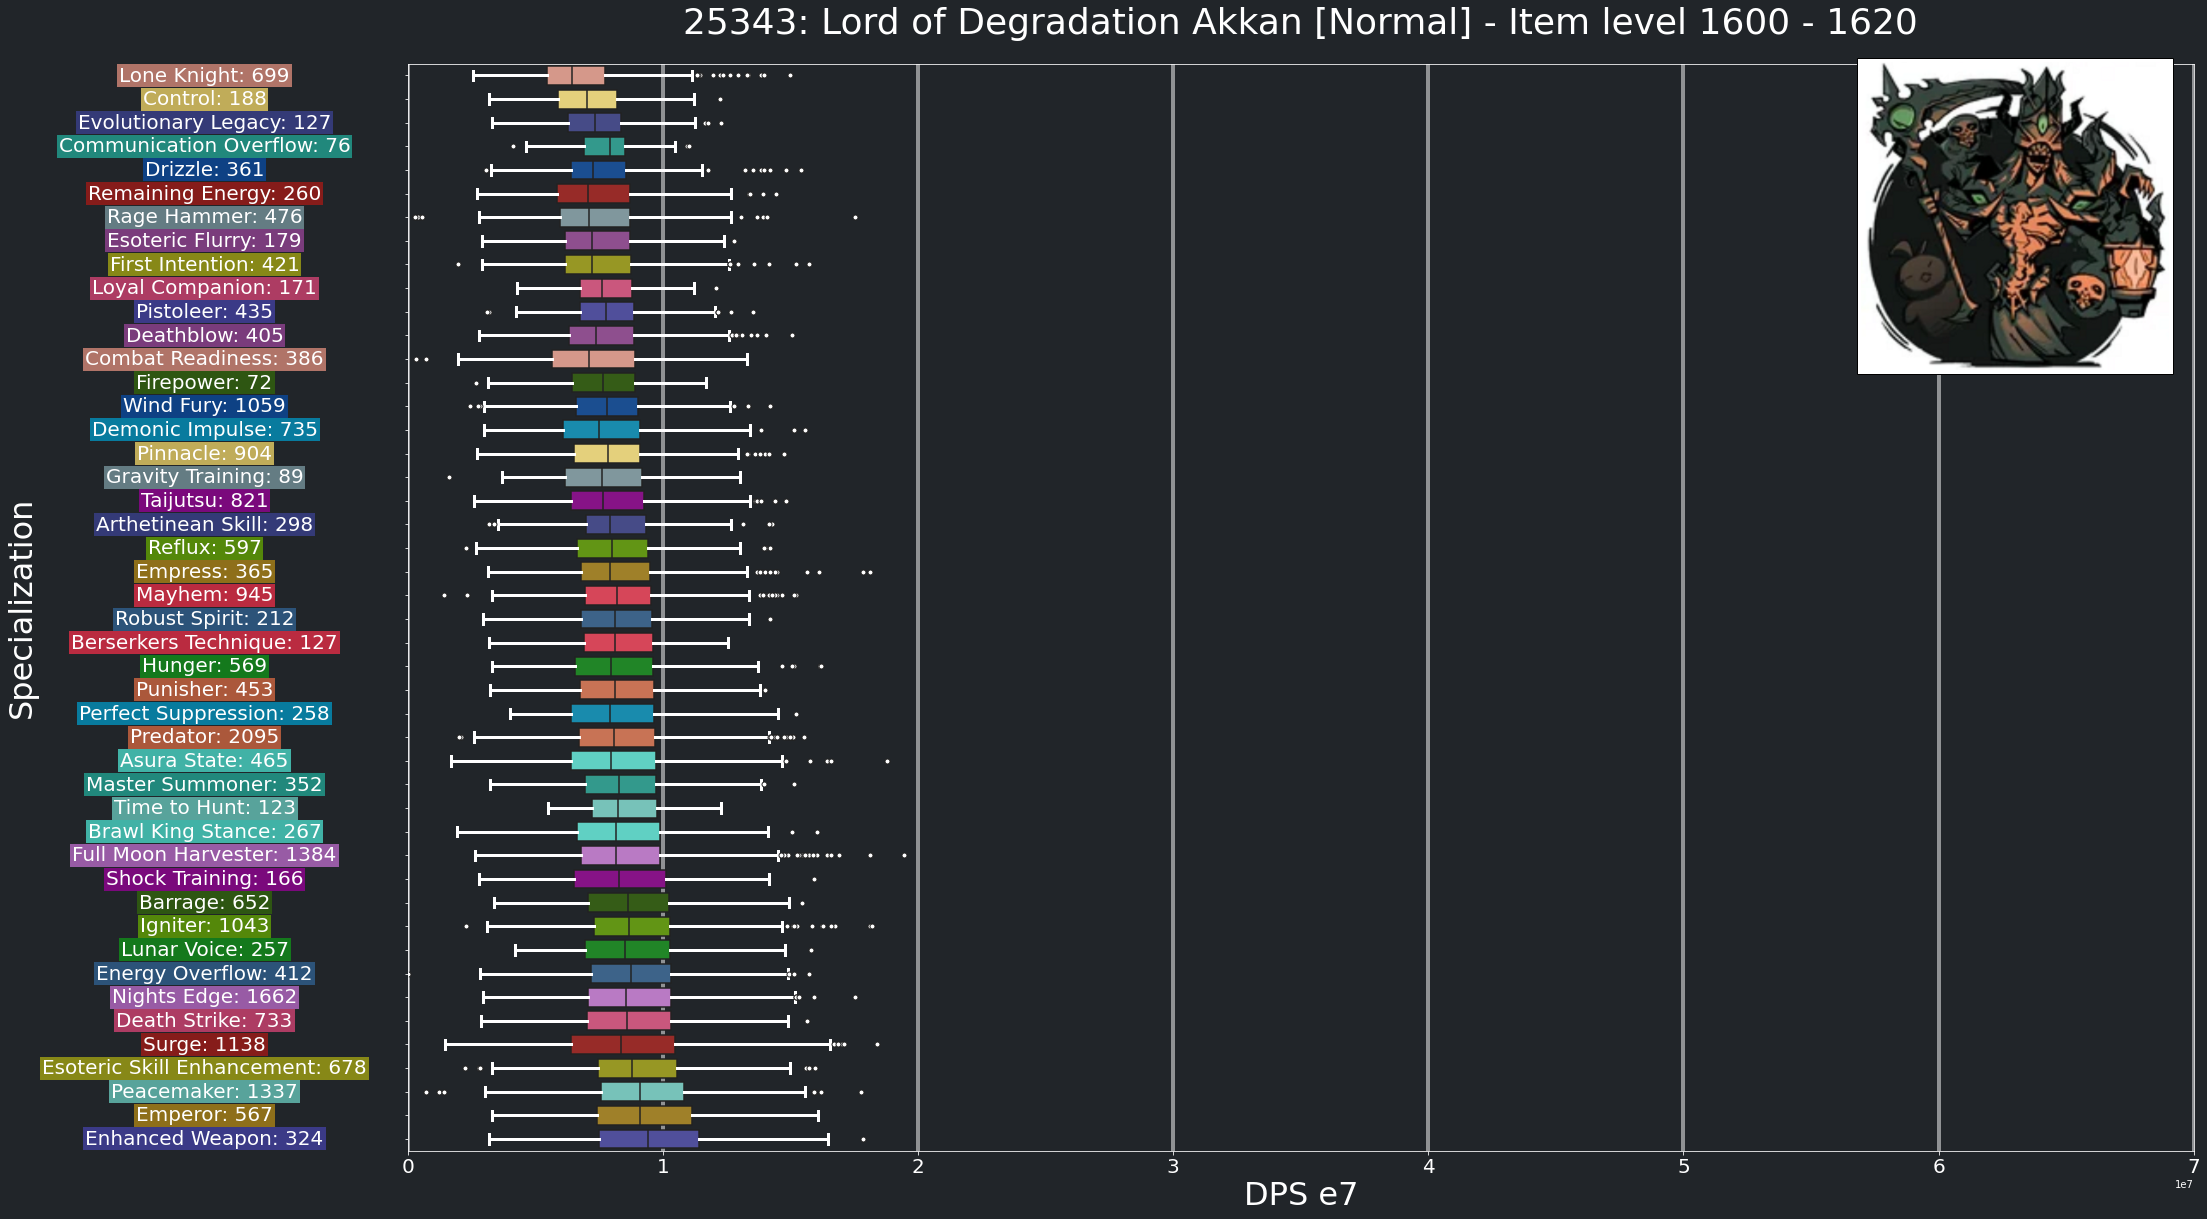 25343: Lord of Degradation Akkan [Normal] - Item level 1600 - 1620
Lone Knight: 699
Control: 188
Evolutionary Legacy: 127
Communication Overflow: 76
Drizzle: 361
Remaining Energy: 260
Rage Hammer: 476
Esoteric Flurry: 179
First Intention: 421
Loyal Companion: 171
Pistoleer: 435
Deathblow: 405
Combat Readiness: 386
Firepower: 72
Wind Fury: 1059
Demonic Impulse: 735
Pinnacle: 904
Gravity Training: 89
Taijutsu: 821
Arthetinean Skill: 298
Reflux: 597
Empress: 365
Mayhem: 945
Robust Spirit: 212
Berserkers Technique: 127
Hunger: 569
Punisher: 453
Perfect Suppression: 258
Predator: 2095
Asura State: 465
Master Summoner: 352
Time to Hunt: 123
Brawl King Stance: 267
Full Moon Harvester: 1384
Shock Training: 166
Barrage: 652
Igniter: 1043
Lunar Voice: 257
Energy Overflow: 412
Nights Edge: 1662
Death Strike: 733
Surge: 1138
Esoteric Skill Enhancement: 678
Peacemaker: 1337
Emperor: 567
Enhanced Weapon: 324
Specialization
0 1 2 3 4 5 6 7
1e7
DPS e7